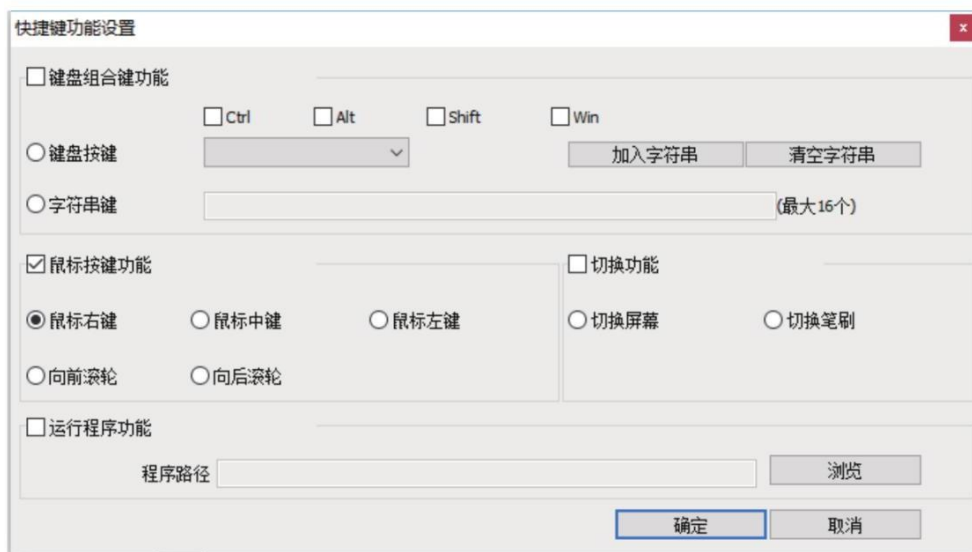 快捷键功能设置
x
键盘组合键功能
Ctrl Alt Shift Win
键盘按键 加入字符串 清空字符串
字符串键 (最大16个)
鼠标按键功能 切换功能
鼠标右键 鼠标中键 鼠标左键 切换屏幕 切换笔刷
向前滚轮 向后滚轮
运行程序功能
程序路径 浏览
确定 取消